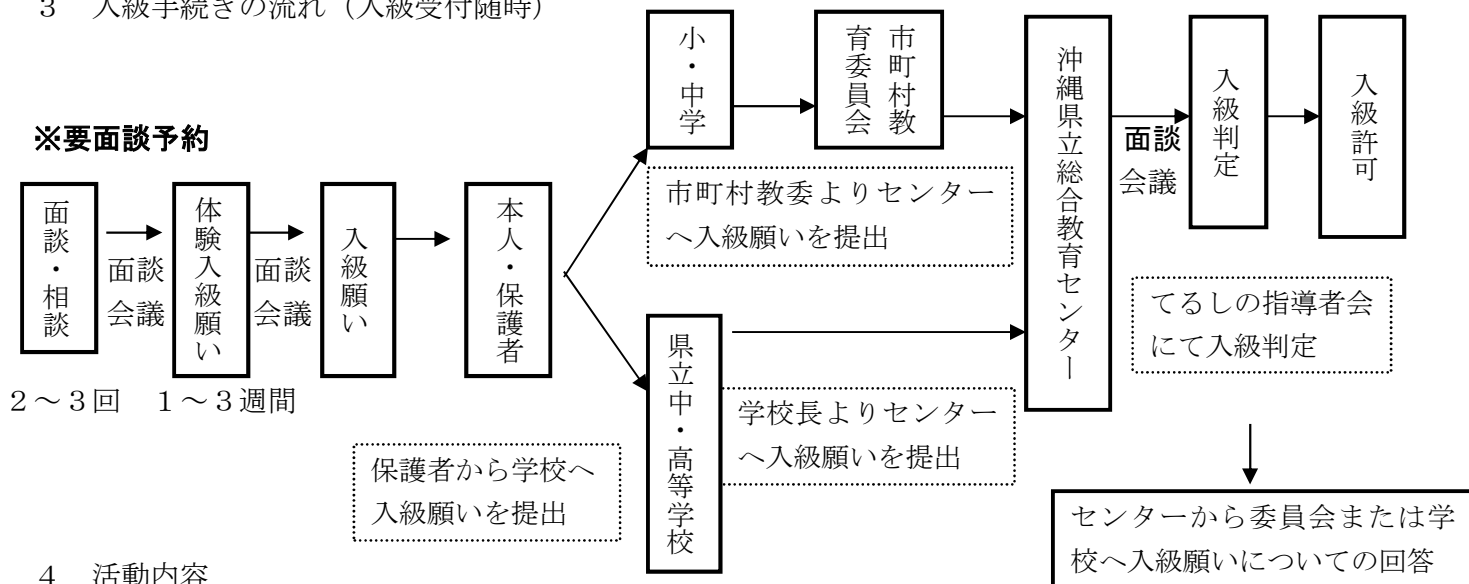 3　入級手続きの流れ（入級受付随時）
※要面談予約
面談・相談
面談
会議
体験入級願い
面談
会議
入級願い
本人・保護者
２～３回　１～３週間
保護者から学校へ
入級願いを提出
小・中学
市町村教
育委員会
市町村教委よりセンター
へ入級願いを提出
県立中・高等学校
学校長よりセンター
へ入級願いを提出
沖縄県立総合教育センター
面談
会議
入級判定
入級許可
てるしの指導者会
にて入級判定
センターから委員会または学
校へ入級願いについての回答
4　活動内容